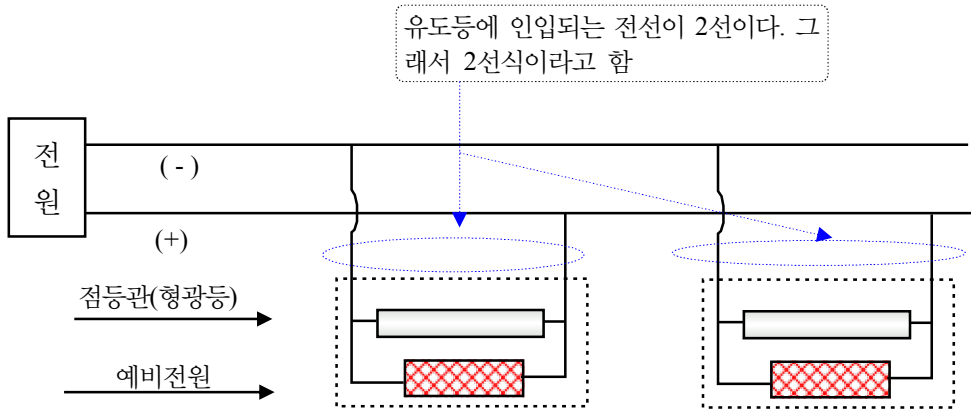 유도등에 인입되는 전선이 2선이다. 그
래서 2선식이라고 함
전
원
( - )
(+)
점등관(형광등)
예비전원